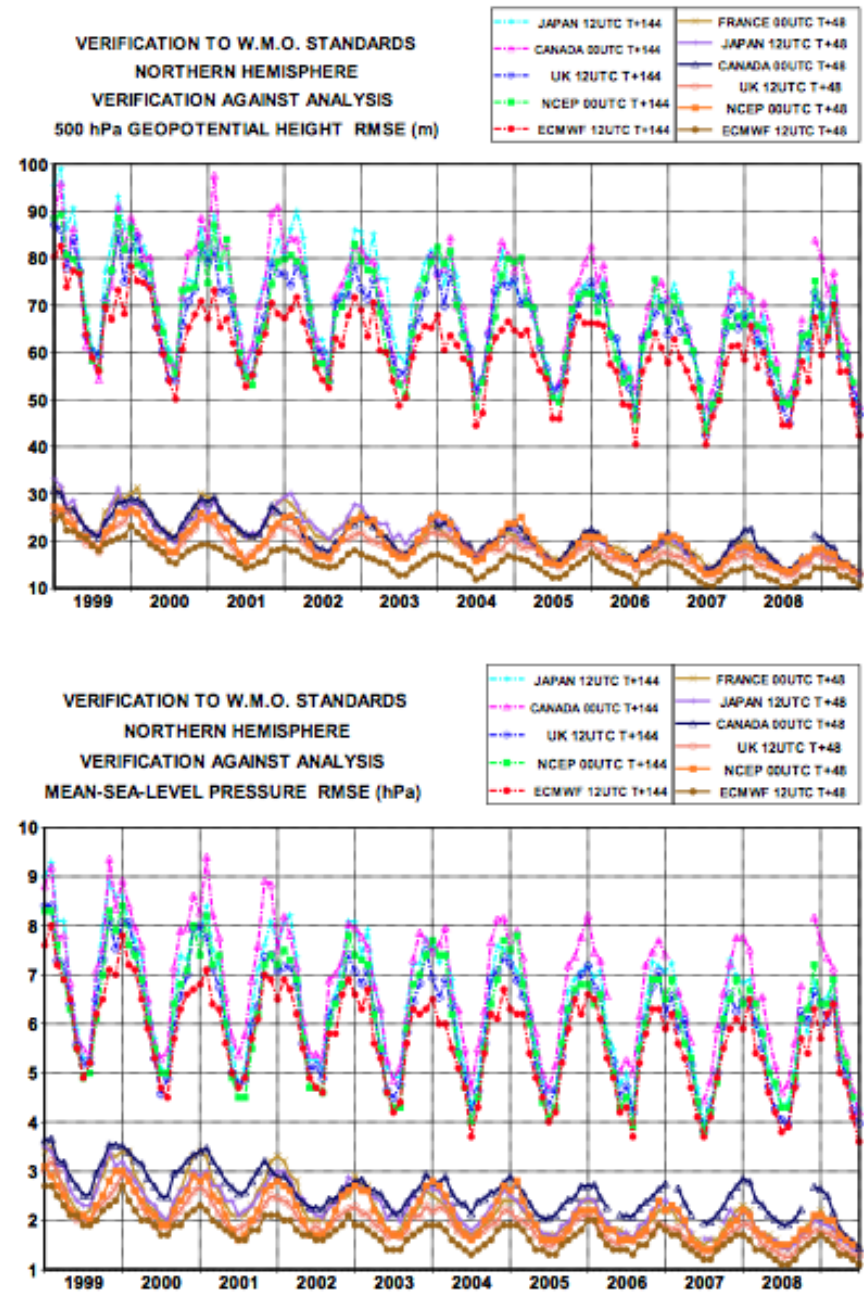 VERIFICATION TO W.M.O. STANDARDS
NORTHERN HEMISPHERE
VERIFICATION AGAINST ANALYSIS
500 hPa GEOPOTENTIAL HEIGHT RMSE (m)
JAPAN 12UTC T+144
CANADA 00UTC T+144
UK 12UTC T+144
NCEP 00UTC T+144
ECMWF 12UTC T+144
FRANCE 00UTC T+48
JAPAN 12UTC T+48
CANADA 00UTC T+48
UK 12UTC T+48
NCEP 00UTC T+48
ECMWF 12UTC T+48
100
90
80
70
60
50
40
30
20
10
1999 2000 2001 2002 2003 2004 2005 2006 2007 2008
VERIFICATION TO W.M.O. STANDARDS
NORTHERN HEMISPHERE
VERIFICATION AGAINST ANALYSIS
MEAN-SEA-LEVEL PRESSURE RMSE (hPa)
JAPAN 12UTC T+144
CANADA 00UTC T+144
UK 12UTC T+144
NCEP 00UTC T+144
ECMWF 12UTC T+144
FRANCE 00UTC T+48
JAPAN 12UTC T+48
CANADA 00UTC T+48
UK 12UTC T+48
NCEP 00UTC T+48
ECMWF 12UTC T+48
10
9
8
7
6
5
4
3
2
1
1999 2000 2001 2002 2003 2004 2005 2006 2007 2008